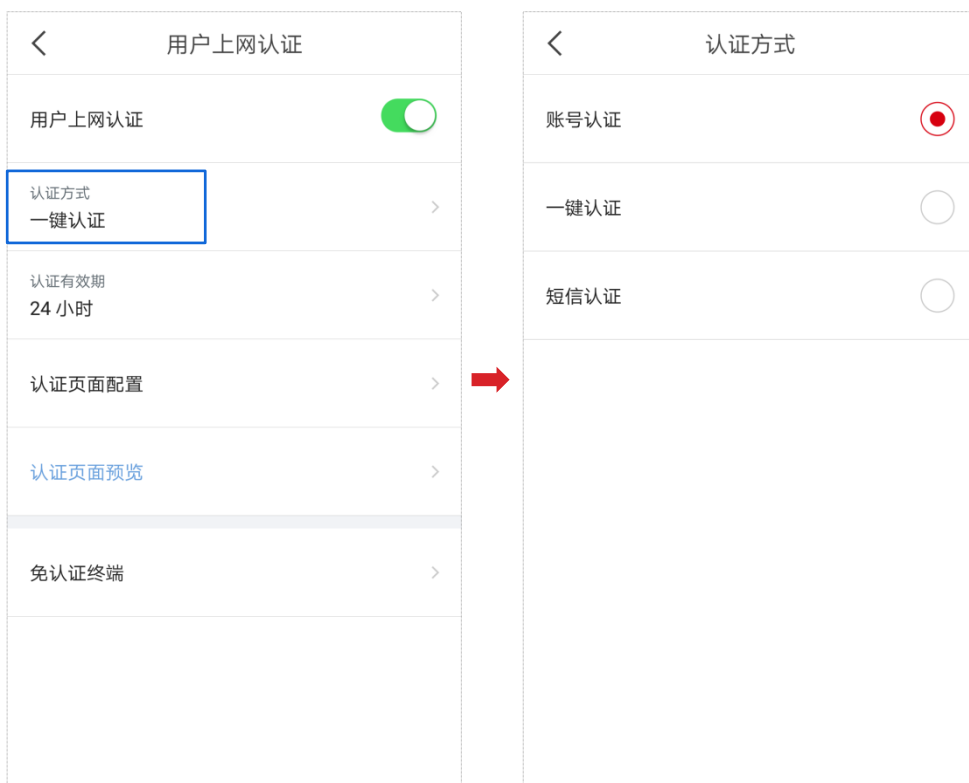 用户上网认证
用户上网认证
认证方式
一键认证
认证有效期
24 小时
认证页面配置
认证页面预览
免认证终端
认证方式
账号认证
一键认证
短信认证